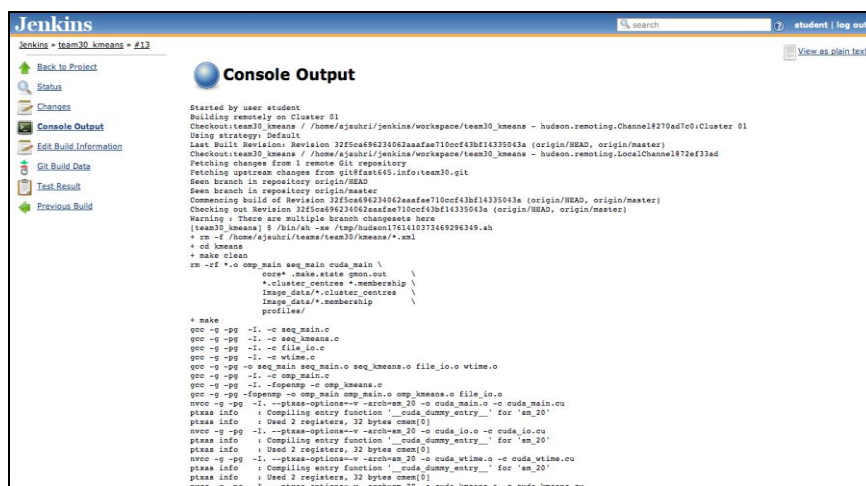 Jenkins
search
student | log out
Jenkins » team30_kmeans » #13
View as plain text
Back to Project
Status
Changes
Console Output
Edit Build Information
Git Build Data
Test Result
Previous Build
Console Output
Started by user student
Building remotely on Cluster 01
Checkout:team30_kmeans / /home/ajauhri/jenkins/workspace/team30_kmeans - hudson.remoting.Channel@270ad7c0:Cluster 01
Using strategy: Default
Last Built Revision: Revision 32f5ca696234062aaafae710ccf43bf14335043a (origin/HEAD, origin/master)
Checkout:team30_kmeans / /home/ajauhri/jenkins/workspace/team30_kmeans - hudson.remoting.LocalChannel@72ef33ad
Fetching changes from 1 remote Git repository
Fetching upstream changes from git@fast645.info:team30.git
Seen branch in repository origin/HEAD
Seen branch in repository origin/master
Commencing build of Revision 32f5ca696234062aaafae710ccf43bf14335043a (origin/HEAD, origin/master)
Checking out Revision 32f5ca696234062aaafae710ccf43bf14335043a (origin/HEAD, origin/master)
Warning : There are multiple branch changesets here
[team30_kmeans] $ /bin/sh -xe /tmp/hudson1761410373469296349.sh
+ rm -f /home/ajauhri/teams/team30/kmeans/*.xml
+ cd kmeans
+ make clean
rm -rf *.o omp_main seq_main cuda_main \
core* .make.state gmon.out \
*.cluster_centres *.membership \
Image_data/*.cluster_centres \
Image_data/*.membership \
profiles/
+ make
gcc -g -pg -I. -c seq_main.c
gcc -g -pg -I. -c seq_kmeans.c
gcc -g -pg -I. -c file_io.c
gcc -g -pg -I. -c wtime.c
gcc -g -pg -o seq_main seq_main.o seq_kmeans.o file_io.o wtime.o
gcc -g -pg -I. -c omp_main.c
gcc -g -pg -I. -fopenmp -c omp_kmeans.c
gcc -g -pg -fopenmp -o omp_main omp_main.o omp_kmeans.o file_io.o
nvcc -g -pg -I. --ptxas-options=-v -arch=sm_20 -o cuda_main.o -c cuda_main.cu
ptxas info : Compiling entry function '__cuda_dummy_entry__' for 'sm_20'
ptxas info : Used 2 registers, 32 bytes cmem[0]
nvcc -g -pg -I. --ptxas-options=-v -arch=sm_20 -o cuda_io.o -c cuda_io.cu
ptxas info : Compiling entry function '__cuda_dummy_entry__' for 'sm_20'
ptxas info : Used 2 registers, 32 bytes cmem[0]
nvcc -g -pg -I. --ptxas-options=-v -arch=sm_20 -o cuda_wtime.o -c cuda_wtime.cu
ptxas info : Compiling entry function '__cuda_dummy_entry__' for 'sm_20'
ptxas info : Used 2 registers, 32 bytes cmem[0]